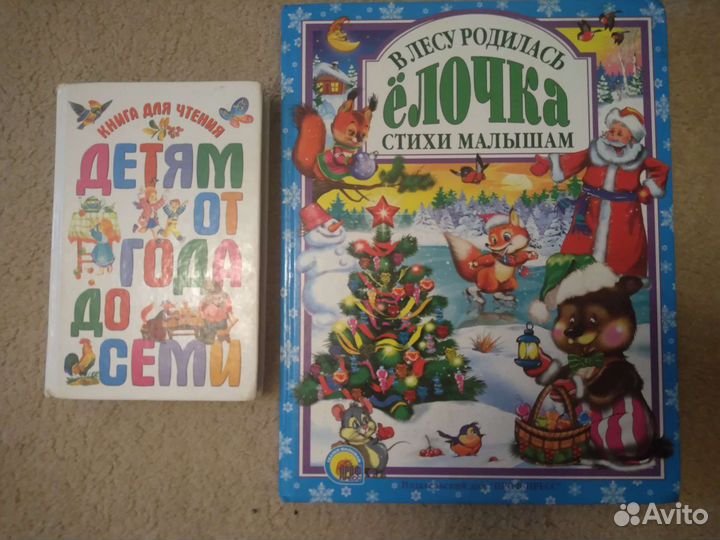 КНИГА ДЛЯ ЧТЕНИЯ
ДЕТЯМ
ОТ
ГОДА
ДО
СЕМИ
В ЛЕСУ РОДИЛАСЬ
ЁЛОЧКА
СТИХИ МАЛЫШАМ
Avito